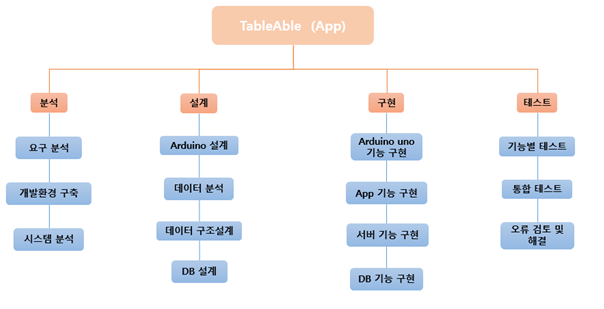 TableAble (App)
분석
요구 분석
개발환경 구축
시스템 분석
설계
Arduino 설계
데이터 분석
데이터 구조설계
DB 설계
구현
Arduino uno
기능 구현
App 기능 구현
서버 기능 구현
DB 기능 구현
테스트
기능별 테스트
통합 테스트
오류 검토 및
해결